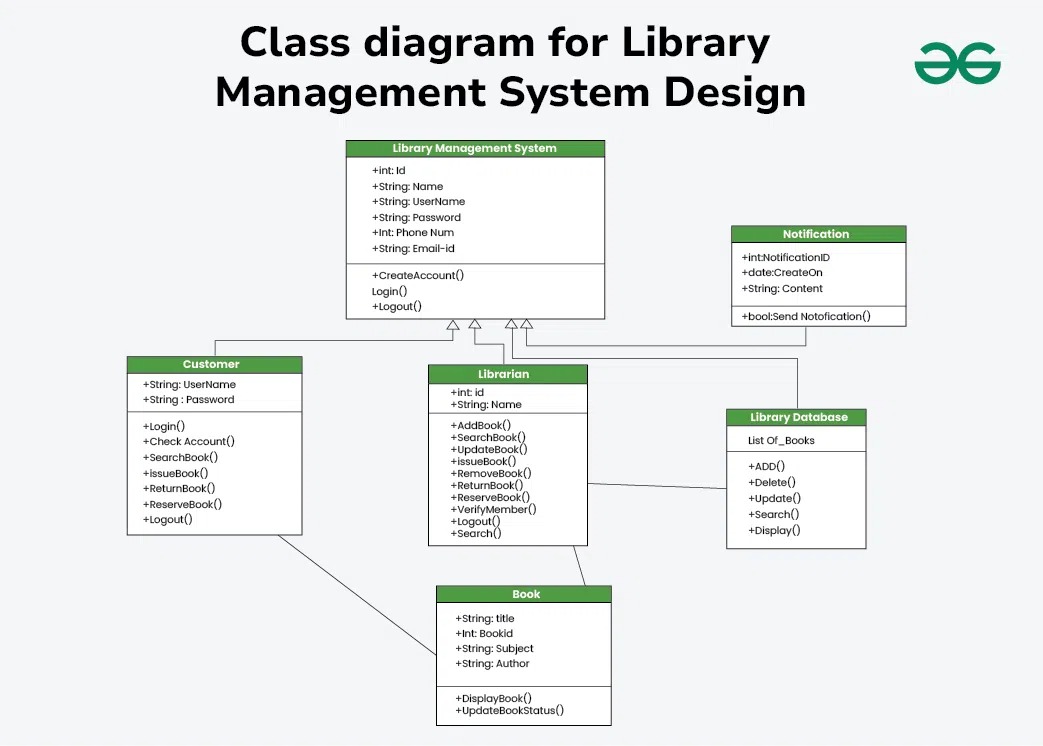 Class diagram for Library
Management System Design
Library Management System
+int: Id
+String: Name
+String: UserName
+String: Password
+Int: Phone Num
+String: Email-id
+CreateAccount()
Login()
+Logout()
Notification
+int:NotificationID
+date:CreateOn
+String: Content
+bool:Send Notofication()
Customer
+String: UserName
+String : Password
+Login()
+Check Account()
+SearchBook()
+issueBook()
+ReturnBook()
+ReserveBook()
+Logout()
Librarian
+int: id
+String: Name
+AddBook()
+SearchBook()
+UpdateBook()
+issueBook()
+RemoveBook()
+ReturnBook()
+ReserveBook()
+VerifyMember()
+Logout()
+Search()
Library Database
List Of_Books
+ADD()
+Delete()
+Update()
+Search()
+Display()
Book
+String: title
+Int: Bookid
+String: Subject
+String: Author
+DisplayBook()
+UpdateBookStatus()